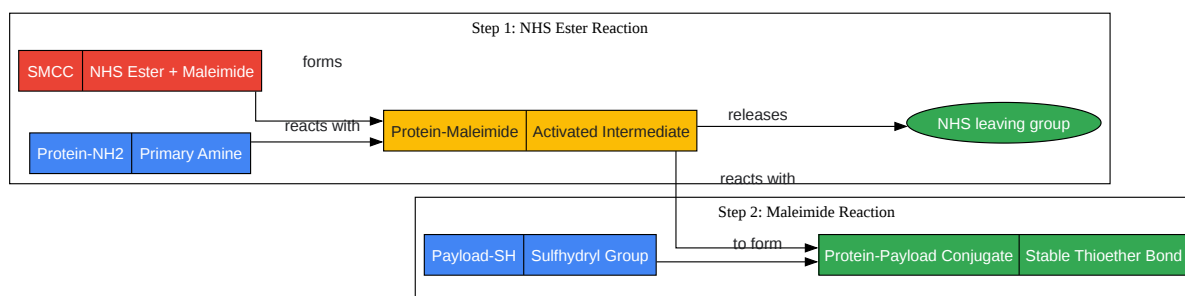 Step 1: NHS Ester Reaction
SMCC NHS Ester + Maleimide
forms
reacts with
Protein-NH2 Primary Amine
Protein-Maleimide Activated Intermediate
releases
NHS leaving group
reacts with
Step 2: Maleimide Reaction
Payload-SH Sulfhydryl Group
to form
Protein-Payload Conjugate Stable Thioether Bond